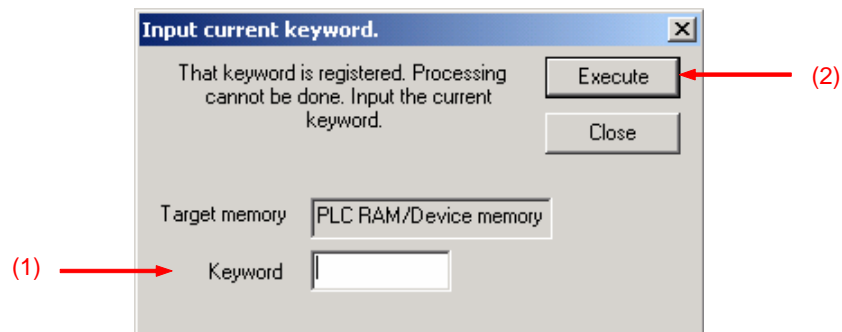 Input current keyword.
That keyword is registered. Processing
cannot be done. Input the current
keyword.
Execute
(2)
Close
Target memory
PLC RAM/Device memory
(1)
Keyword